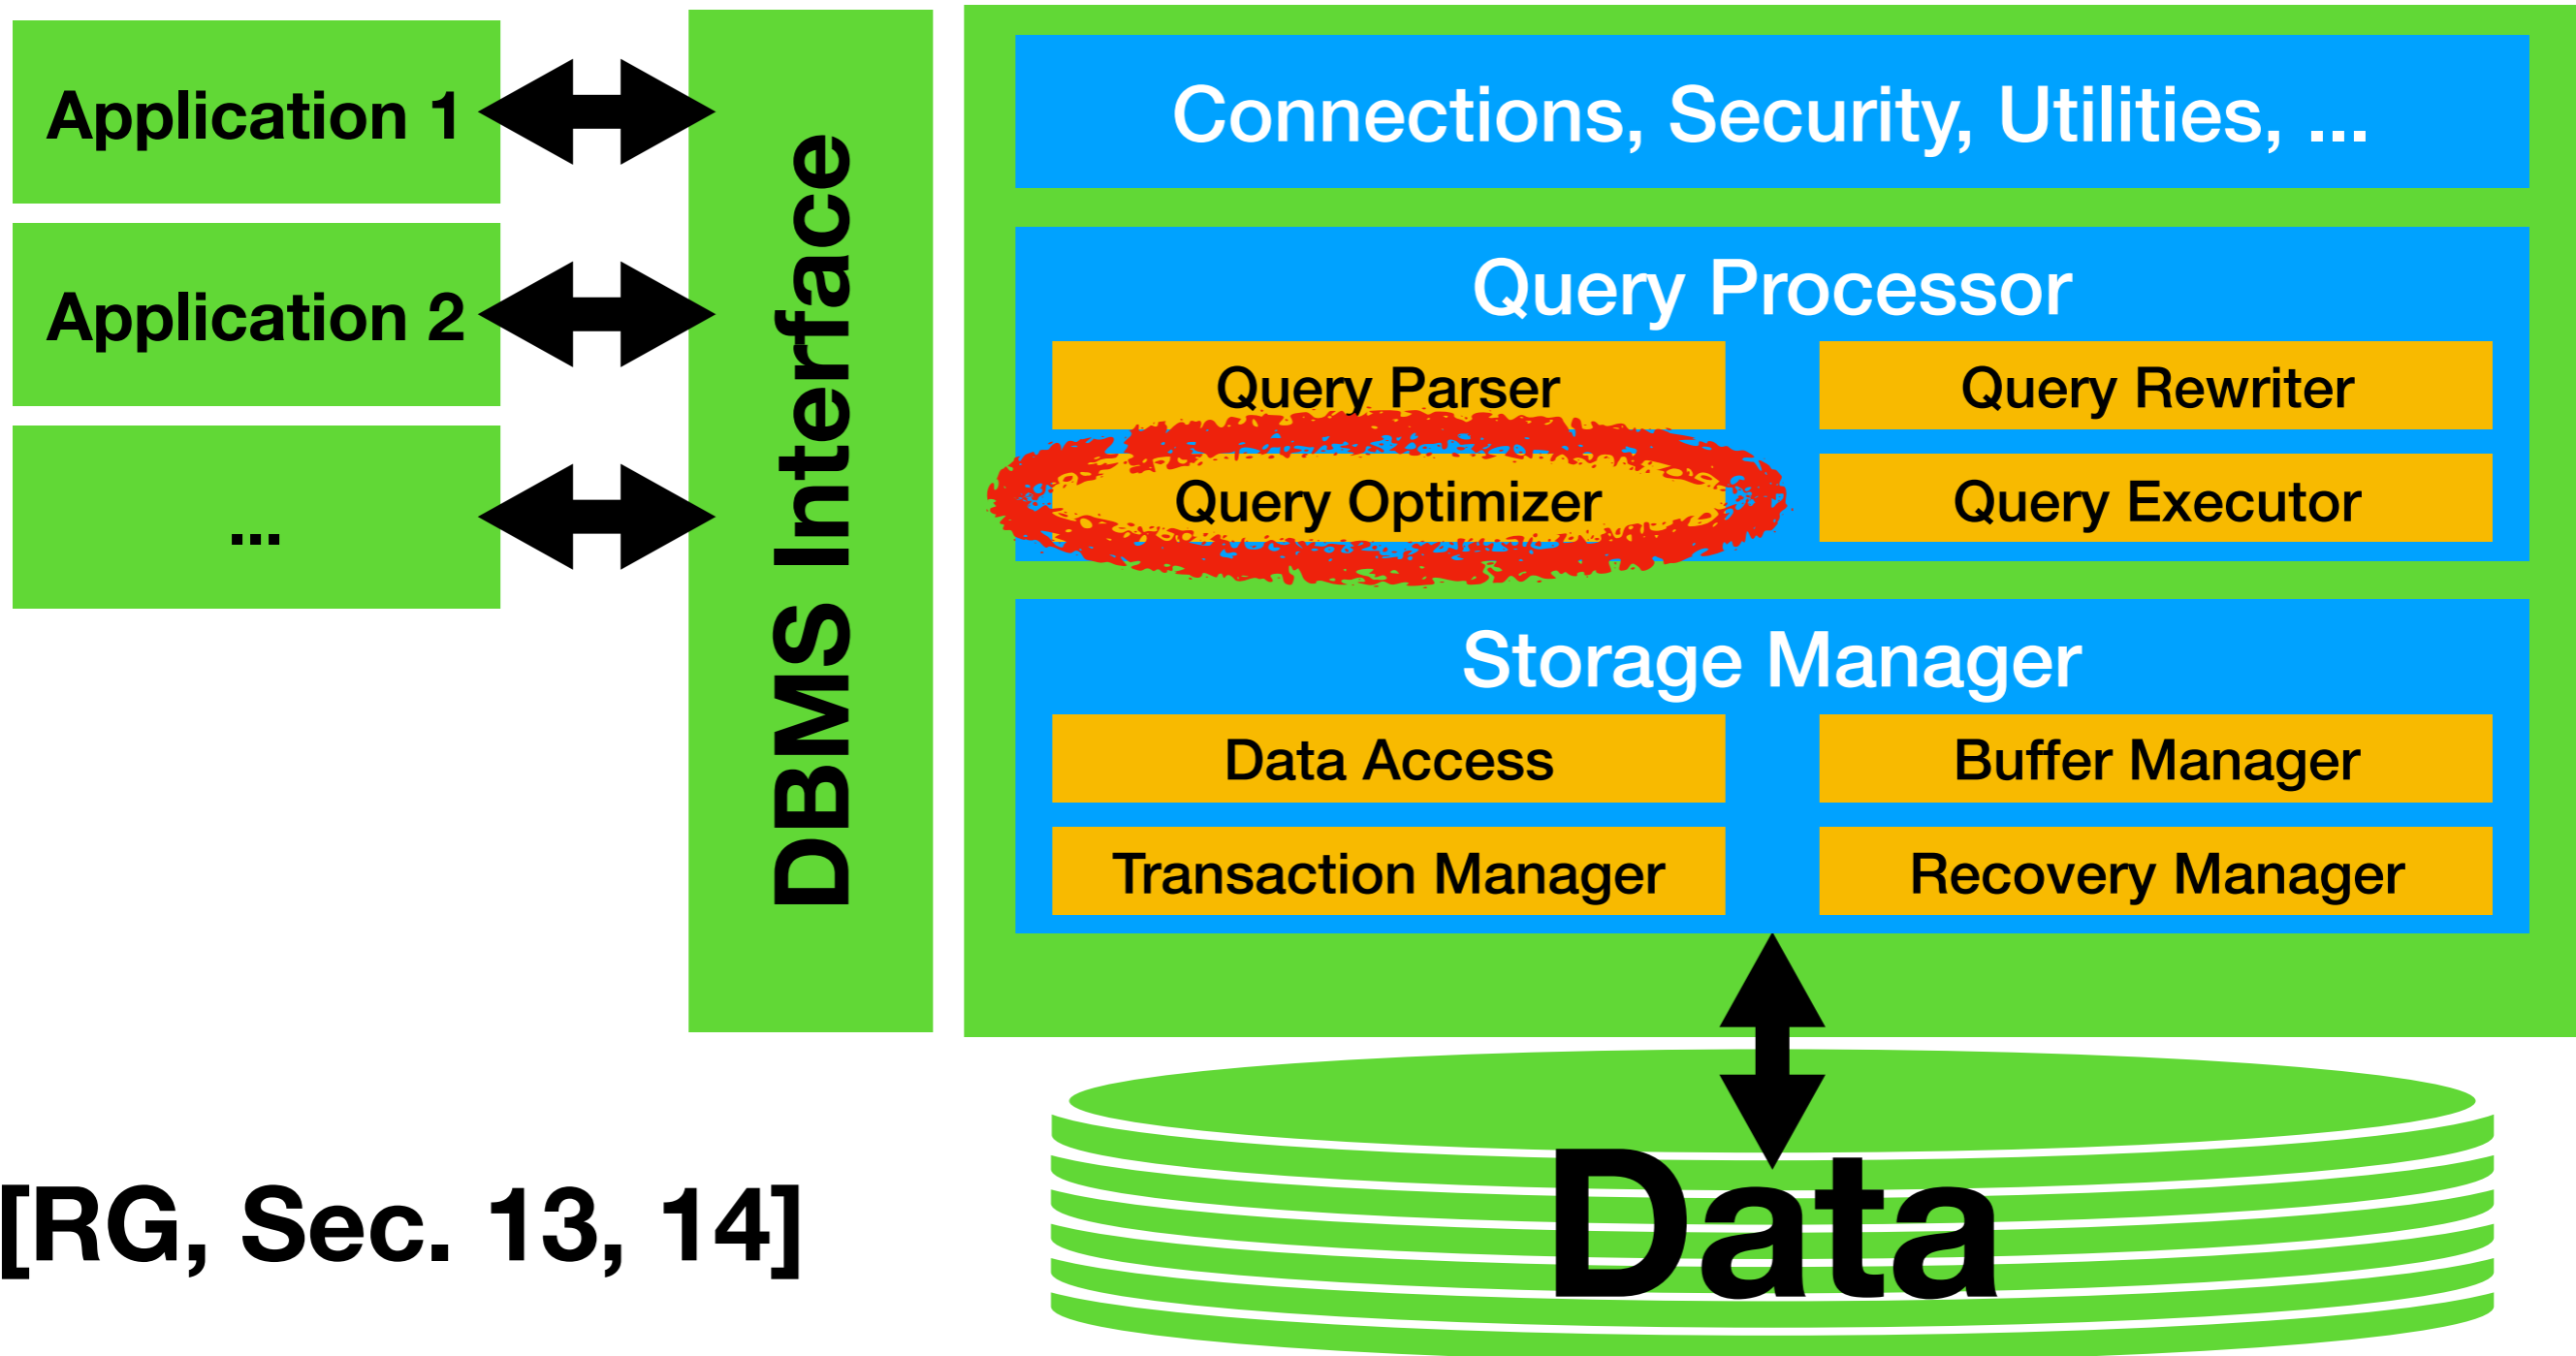 Application 1
Application 2
...
DBMS Interface
Connections, Security, Utilities, ...
Query Processor
Query Parser
Query Rewriter
Query Optimizer
Query Executor
Storage Manager
Data Access
Buffer Manager
Transaction Manager
Recovery Manager
Data
[RG, Sec. 13, 14]